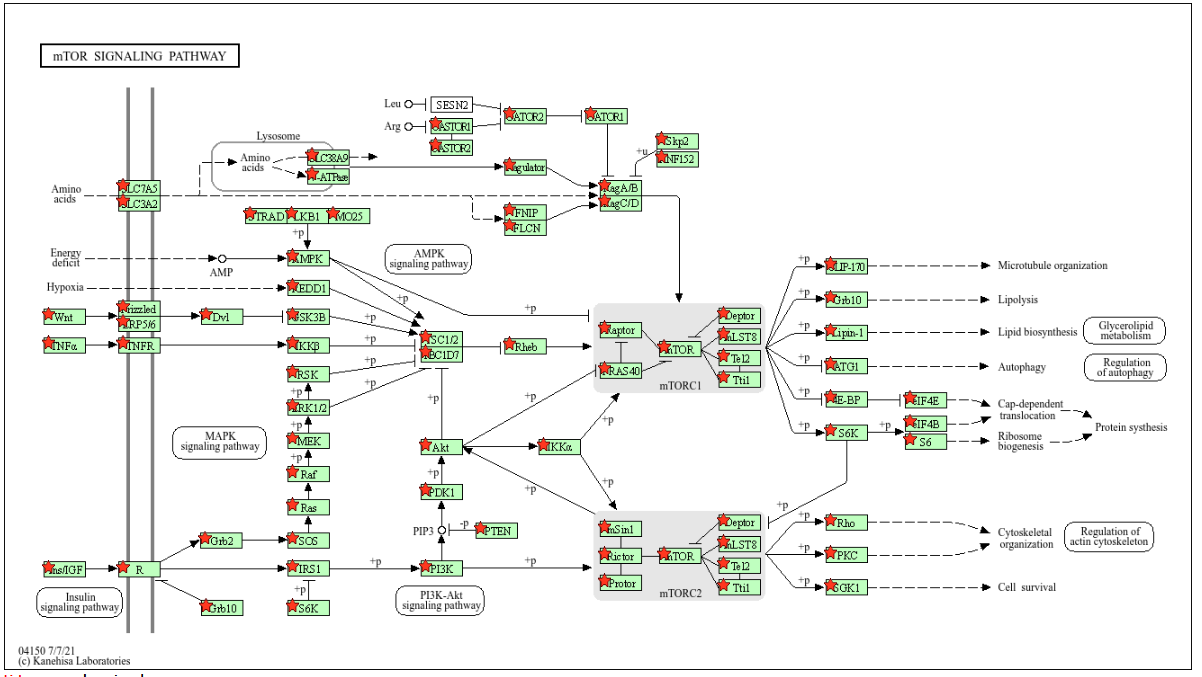 mTOR SIGNALING PATHWAY
Leu
SESN2
Arg
CASTOR1
CASTOR2
GATOR2
GATOR1
Skp2
RNF152
+u
Lysosome
Amino
acids
SLC38A9
V-ATPase
Ragulator
RagA/B
RagC/D
Amino
acids
SLC7A5
SLC3A2
FNIP
FLCN
STRAD
LKB1
MO25
+p
Energy
deficit
AMP
AMPK
AMPK
signaling pathway
Hypoxia
REDD1
+p
+p
Wnt
Frizzled
LRP5/6
Dvl
GSK3B
TNFα
TNFR
IKKβ
TSC1/2
TBC1D7
Rheb
+p
+p
+p
+p
RSK
+p
ERK1/2
+p
MEK
+p
Raf
Ras
SOS
MAPK
signaling pathway
Raptor
PRAS40
mTOR
Deptor
mLST8
Tel2
Tti1
mTORC1
+p
CLIP-170
Microtubule organization
+p
Grb10
Lipolysis
+p
Lipin-1
Lipid biosynthesis
Glycerolipid
metabolism
+p
ATG1
Autophagy
Regulation
of autophagy
+p
4E-BP
eIF4E
Cap-dependent
translocation
+p
S6K
+p
eIF4B
S6
Ribosome
biogenesis
Protein systhesis
+p
Akt
+p
+p
IKKα
+p
+p
+p
PDK1
+p
PIP3
-p
PTEN
+p
Grb2
Ins/IGF
R
IRS1
+p
PI3K
+p
Grb10
+p
S6K
Insulin
signaling pathway
PI3K-Akt
signaling pathway
mSin1
Rictor
Protor
mTOR
Deptor
mLST8
Tel2
Tti1
mTORC2
+p
+p
Rho
+p
PKC
Cytoskeletal
organization
Regulation of
actin cytoskeleton
+p
SGK1
Cell survival
04150 7/7/21
(c) Kanehisa Laboratories